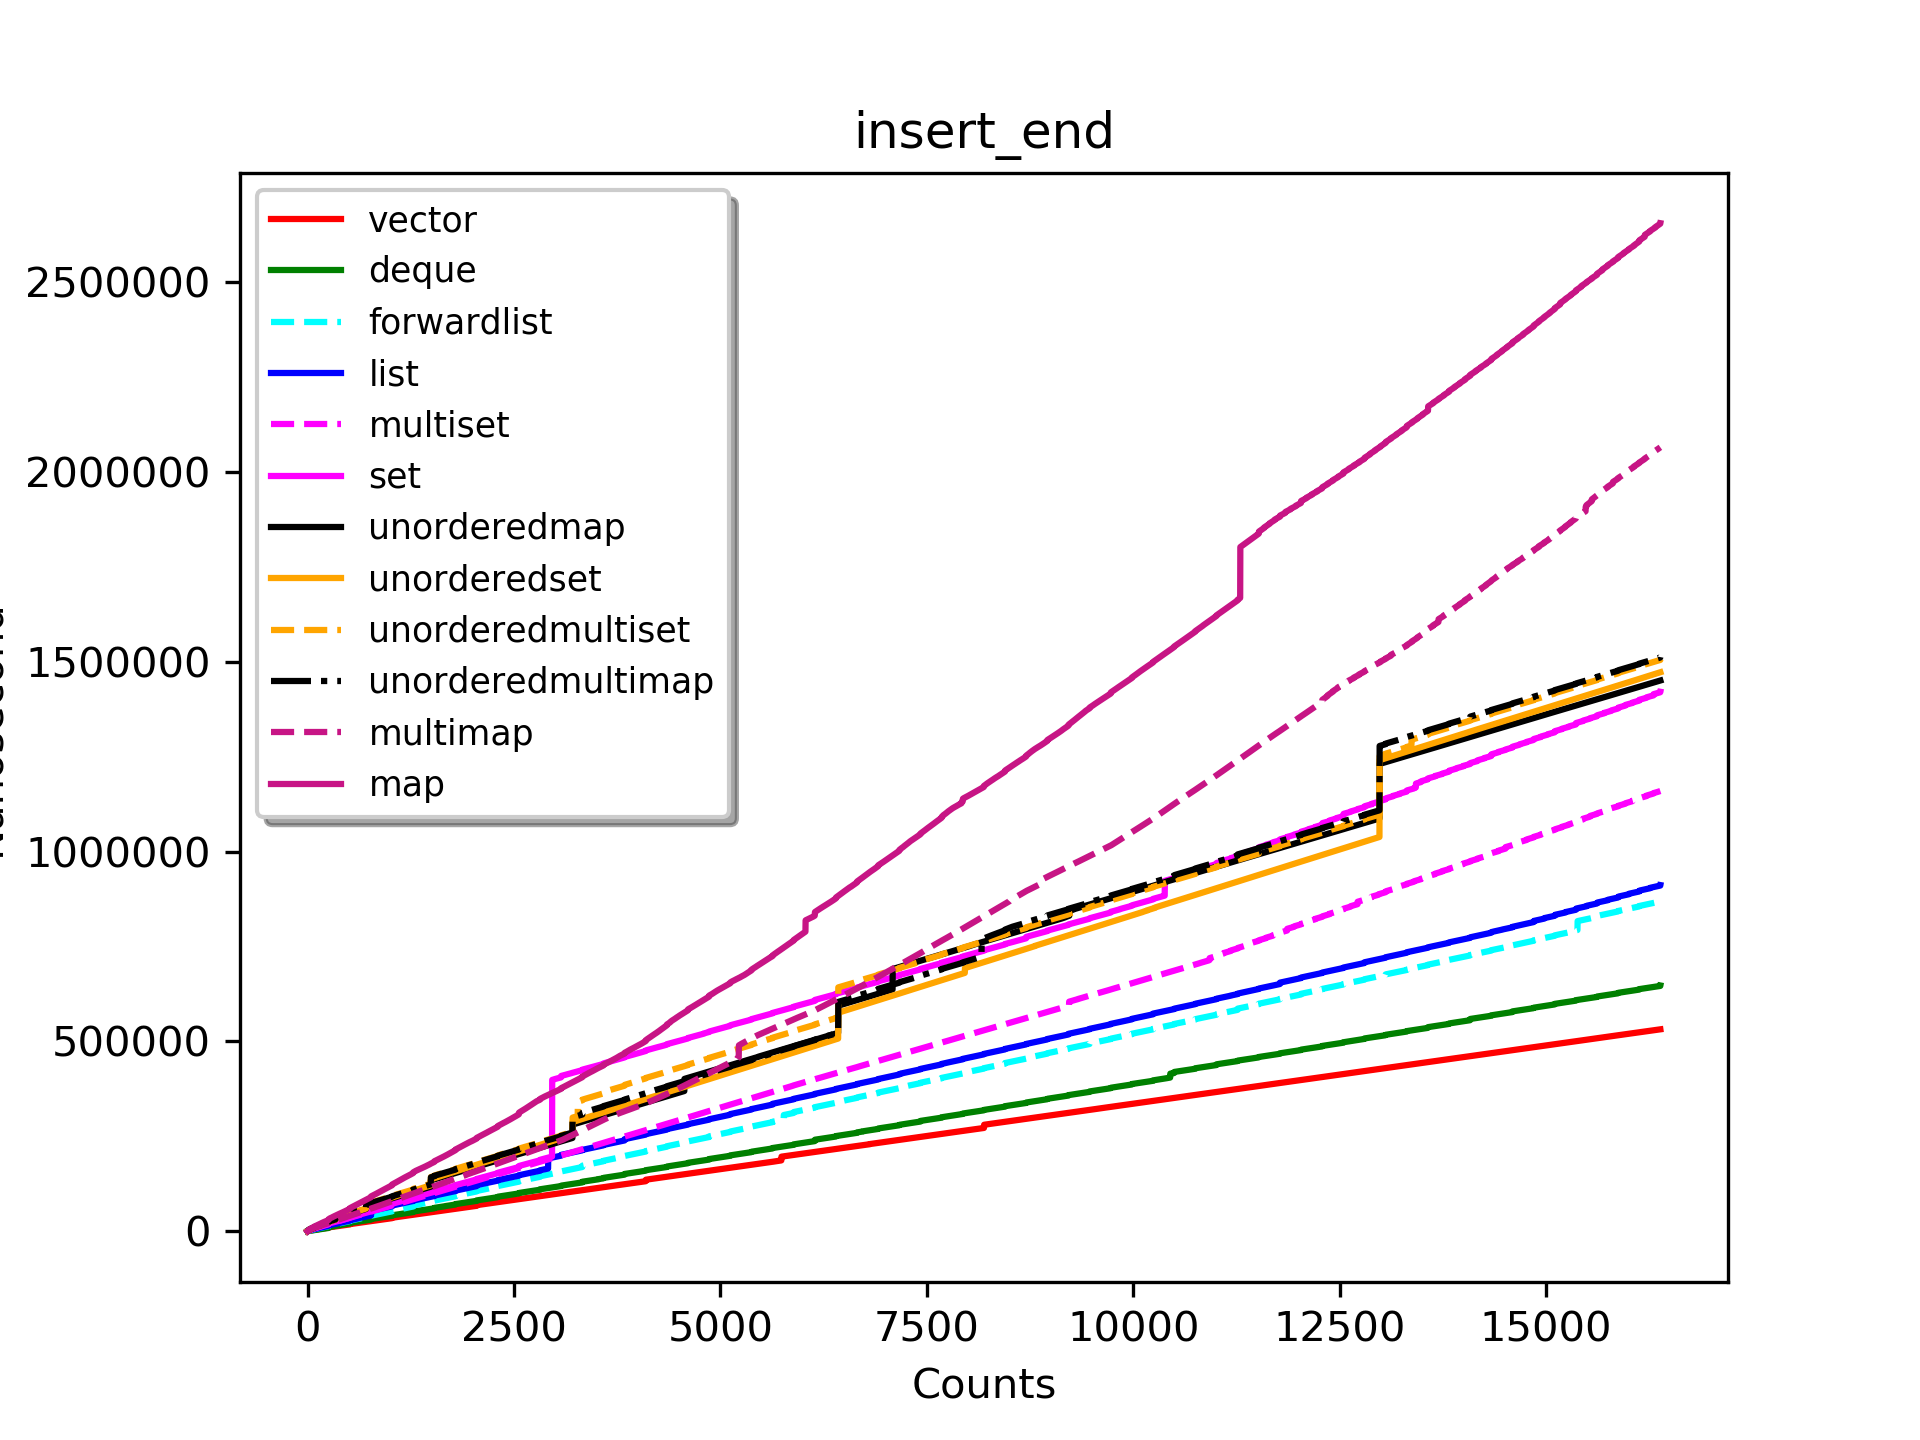 insert_end
vector
deque
forwardlist
list
multiset
set
unorderedmap
unorderedset
unorderedmultiset
unorderedmultimap
multimap
map
2500000
2000000
1500000
1000000
500000
0
0 2500 5000 7500 10000 12500 15000
Counts